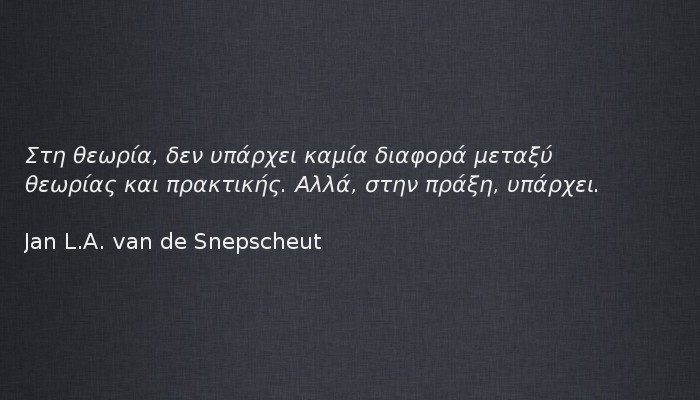 Στη θεωρία, δεν υπάρχει καμία διαφορά μεταξύ
θεωρίας και πρακτικής. Αλλά, στην πράξη, υπάρχει.
Jan L.A. van de Snepscheut